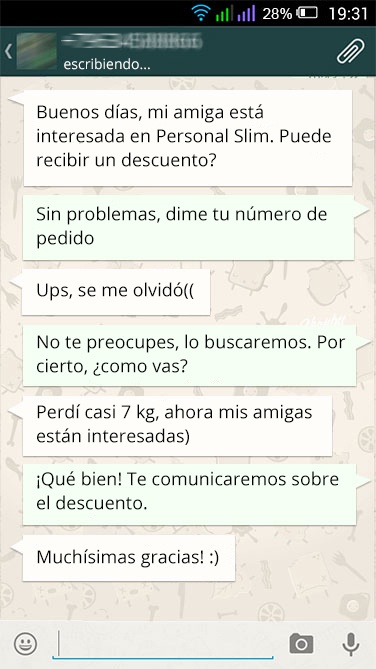 28% 19:31
escribiendo...
Buenos días, mi amiga está
interesada en Personal Slim. Puede
recibir un descuento?
Sin problemas, dime tu número de
pedido
Ups, se me olvidó((
No te preocupes, lo buscaremos. Por
cierto, ¿como vas?
Perdí casi 7 kg, ahora mis amigas
están interesadas)
¡Qué bien! Te comunicaremos sobre
el descuento.
Muchísimas gracias! :)